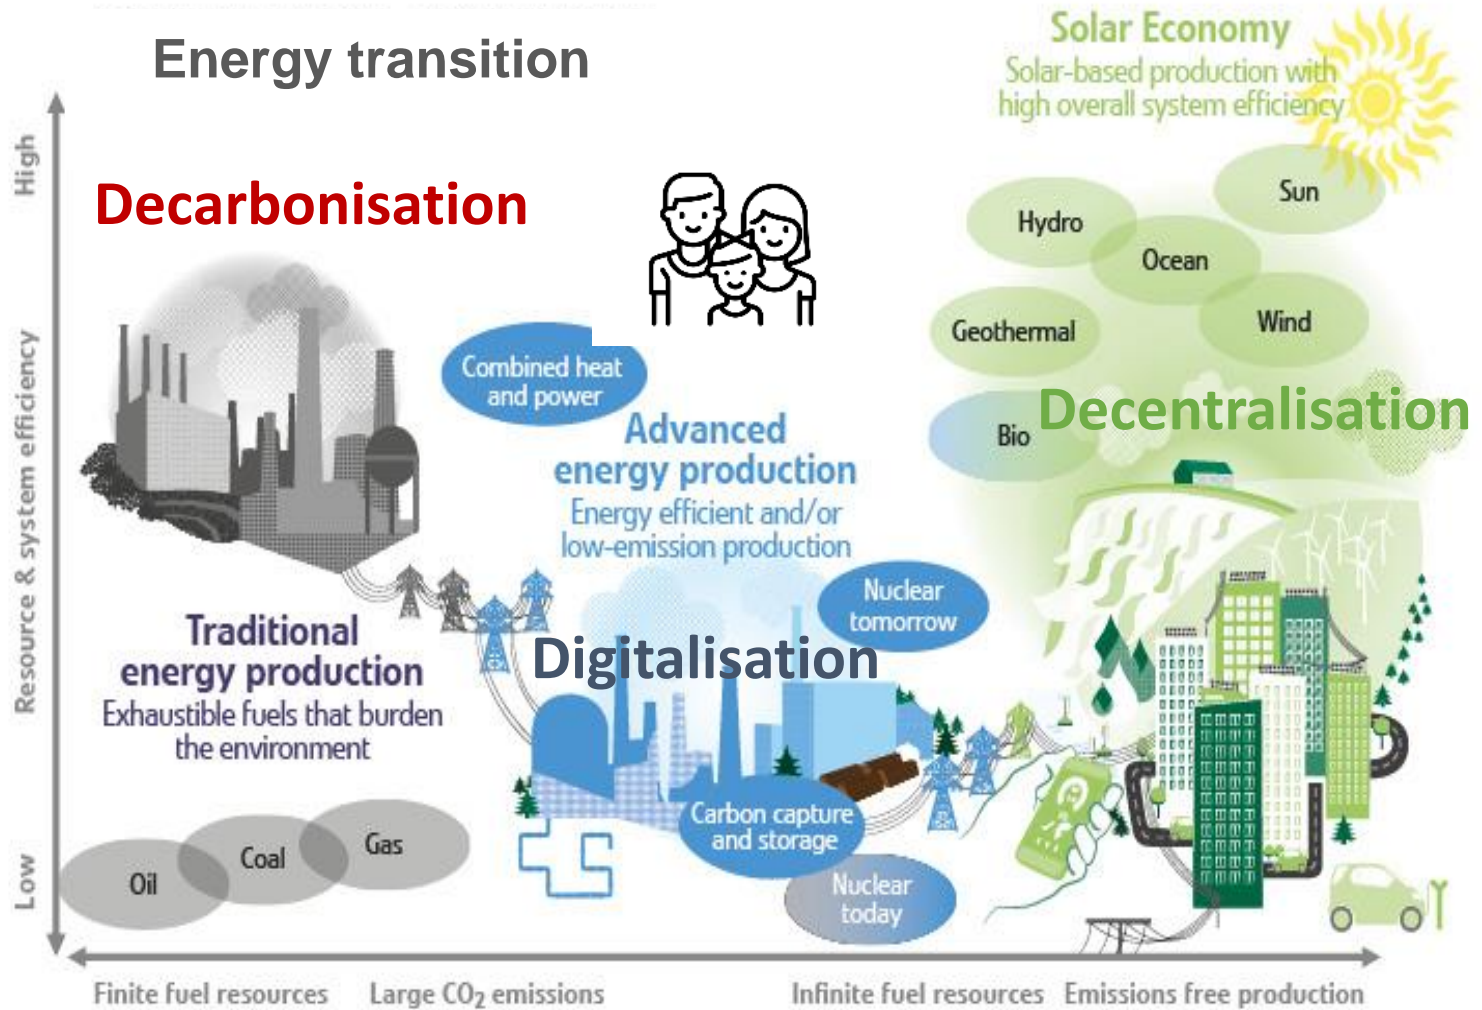 Energy transition
Solar Economy
Solar-based production with
high overall system efficiency
High
Resource & system efficiency
Low
Decarbonisation
Sun
Hydro
Ocean
Geothermal
Wind
Bio
Decentralisation
Combined heat
and power
Advanced
energy production
Energy efficient and/or
low-emission production
Nuclear
tomorrow
Digitalisation
Traditional
energy production
Exhaustible fuels that burden
the environment
Carbon capture
and storage
Nuclear
today
Oil
Coal
Gas
Finite fuel resources
Large CO₂ emissions
Infinite fuel resources
Emissions free production